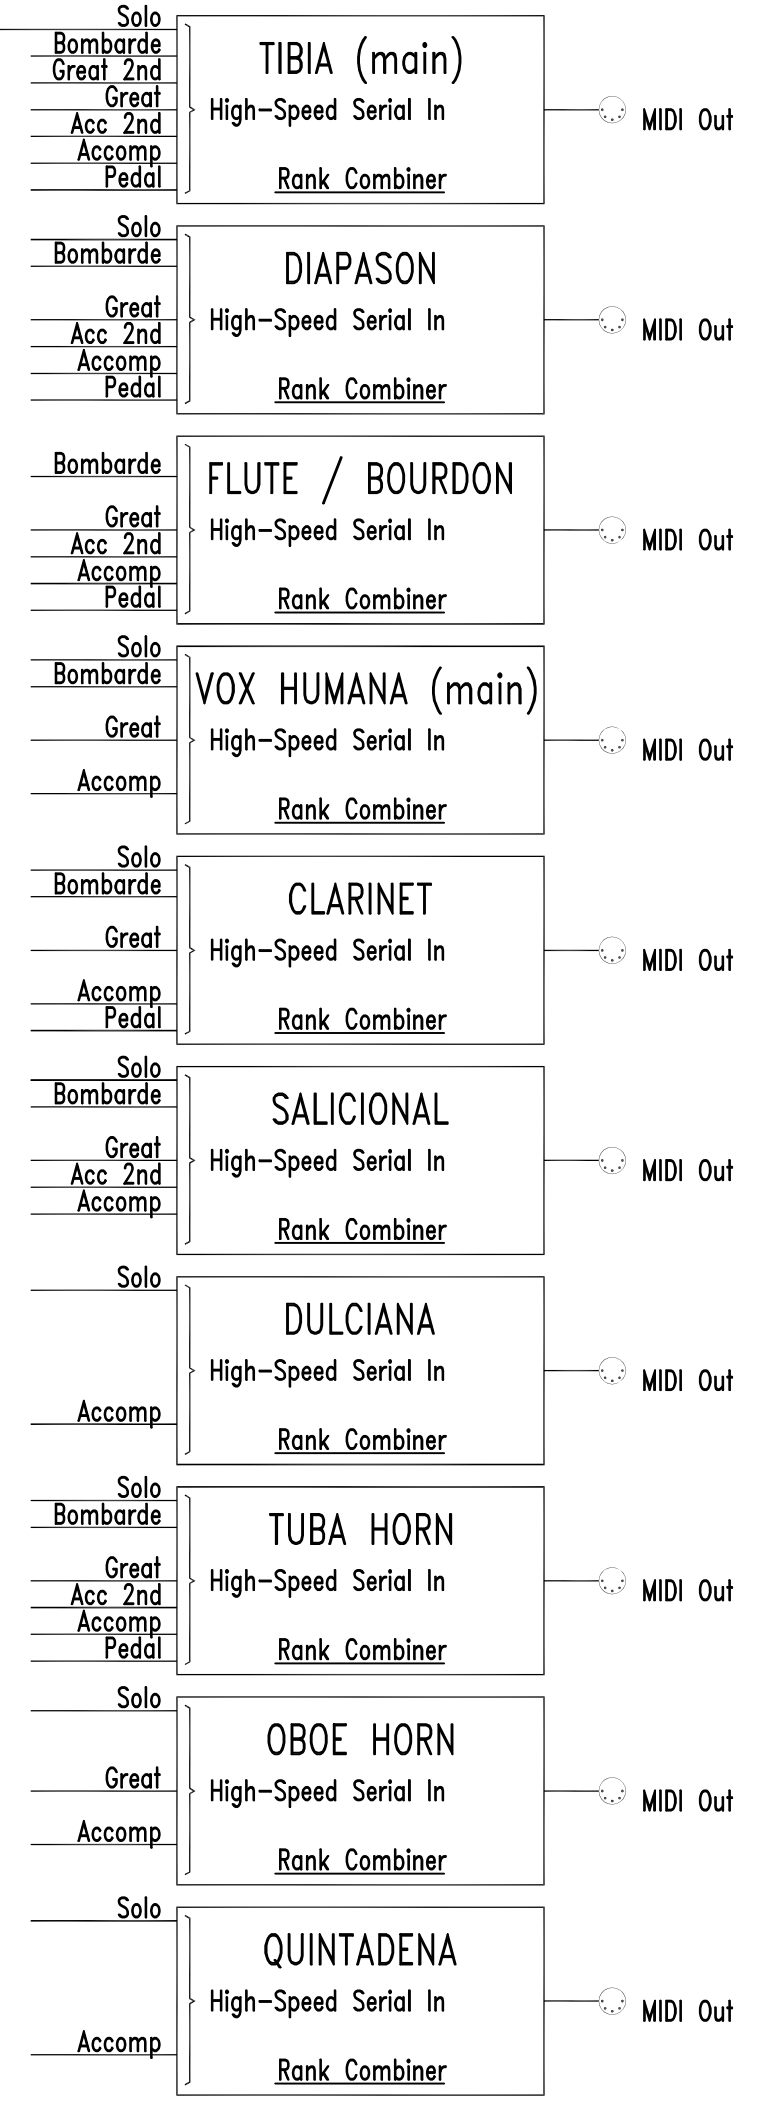 Solo
Bombarde
Great 2nd
Great
Acc 2nd
Accomp
Pedal
TIBIA (main)
High-Speed Serial In
Rank Combiner
MIDI Out
Solo
Bombarde
Great
Acc 2nd
Accomp
Pedal
DIAPASON
High-Speed Serial In
Rank Combiner
MIDI Out
Bombarde
Great
Acc 2nd
Accomp
Pedal
FLUTE / BOURDON
High-Speed Serial In
Rank Combiner
MIDI Out
Solo
Bombarde
Great
Accomp
VOX HUMANA (main)
High-Speed Serial In
Rank Combiner
MIDI Out
Solo
Bombarde
Great
Accomp
Pedal
CLARINET
High-Speed Serial In
Rank Combiner
MIDI Out
Solo
Bombarde
Great
Acc 2nd
Accomp
SALICIONAL
High-Speed Serial In
Rank Combiner
MIDI Out
Solo
Accomp
DULCIANA
High-Speed Serial In
Rank Combiner
MIDI Out
Solo
Bombarde
Great
Acc 2nd
Accomp
Pedal
TUBA HORN
High-Speed Serial In
Rank Combiner
MIDI Out
Solo
Great
Accomp
OBOE HORN
High-Speed Serial In
Rank Combiner
MIDI Out
Solo
Accomp
QUINTADENA
High-Speed Serial In
Rank Combiner
MIDI Out